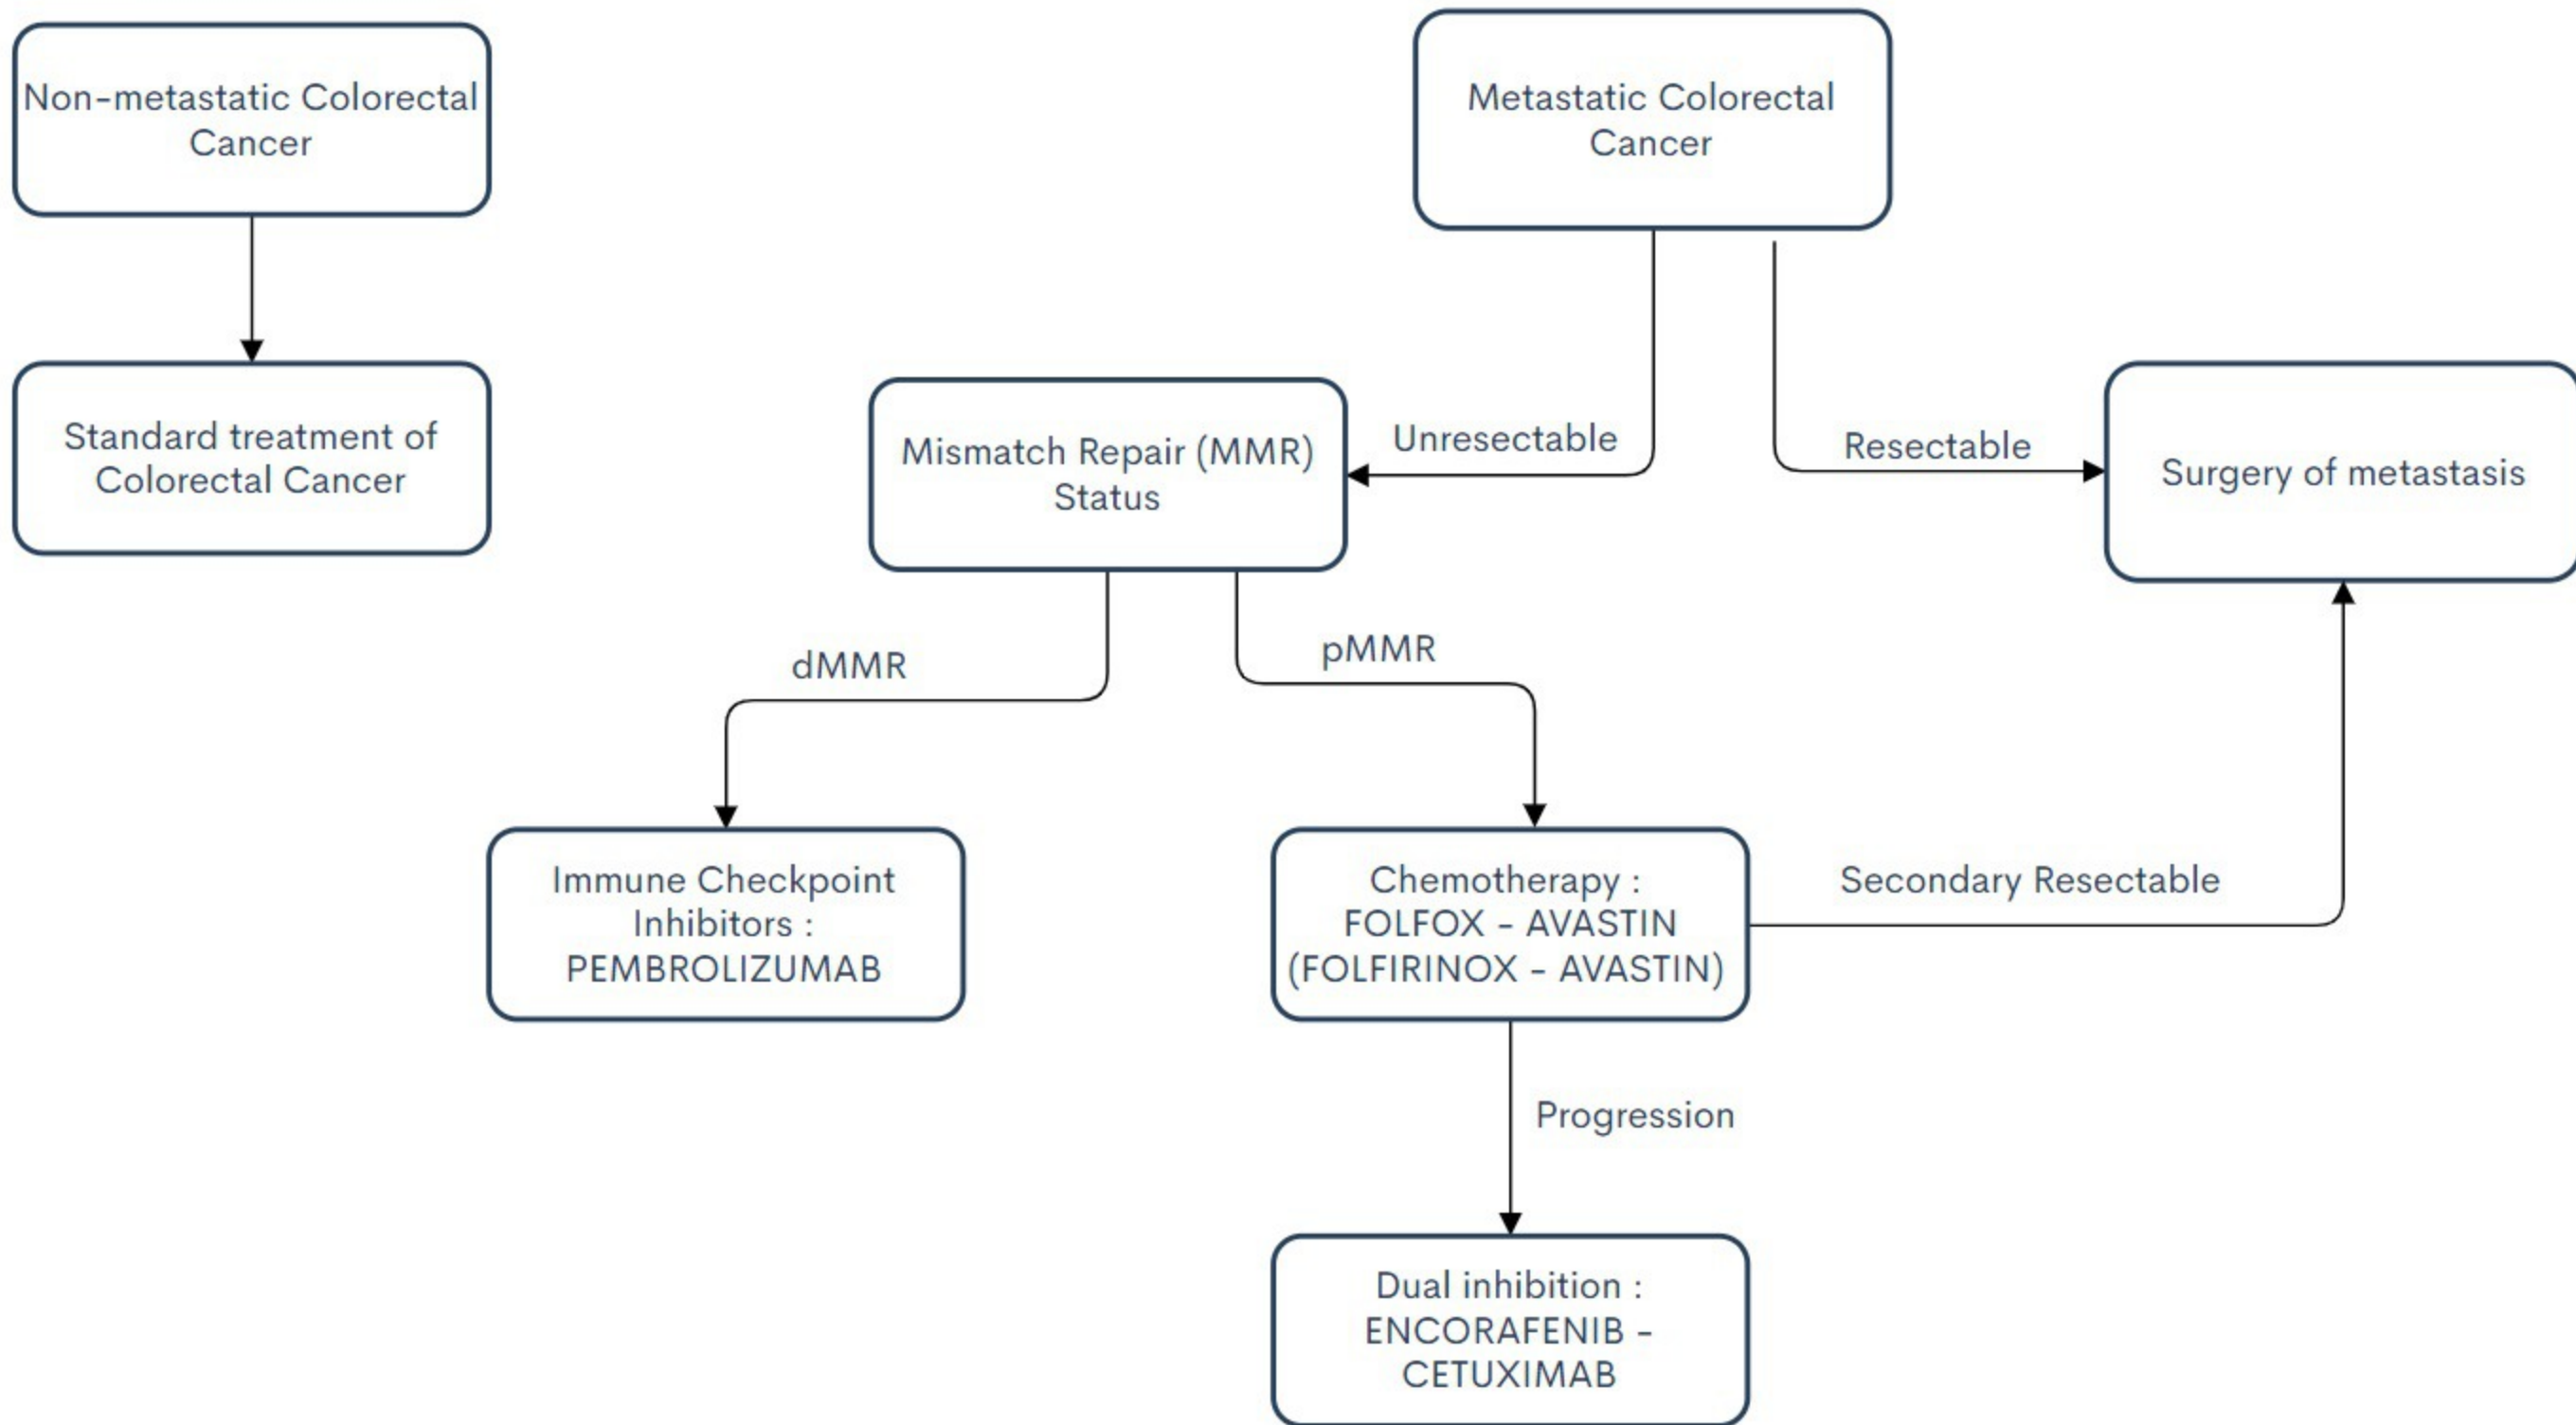 Non-metastatic Colorectal
Cancer
Metastatic Colorectal
Cancer
Standard treatment of
Colorectal Cancer
Mismatch Repair (MMR)
Status
Unresectable
Resectable
Surgery of metastasis
dMMR
pMMR
Immune Checkpoint
Inhibitors :
PEMBROLIZUMAB
Chemotherapy :
FOLFOX - AVASTIN
(FOLFIRINOX - AVASTIN)
Secondary Resectable
Progression
Dual inhibition :
ENCORAFENIB -
CETUXIMAB